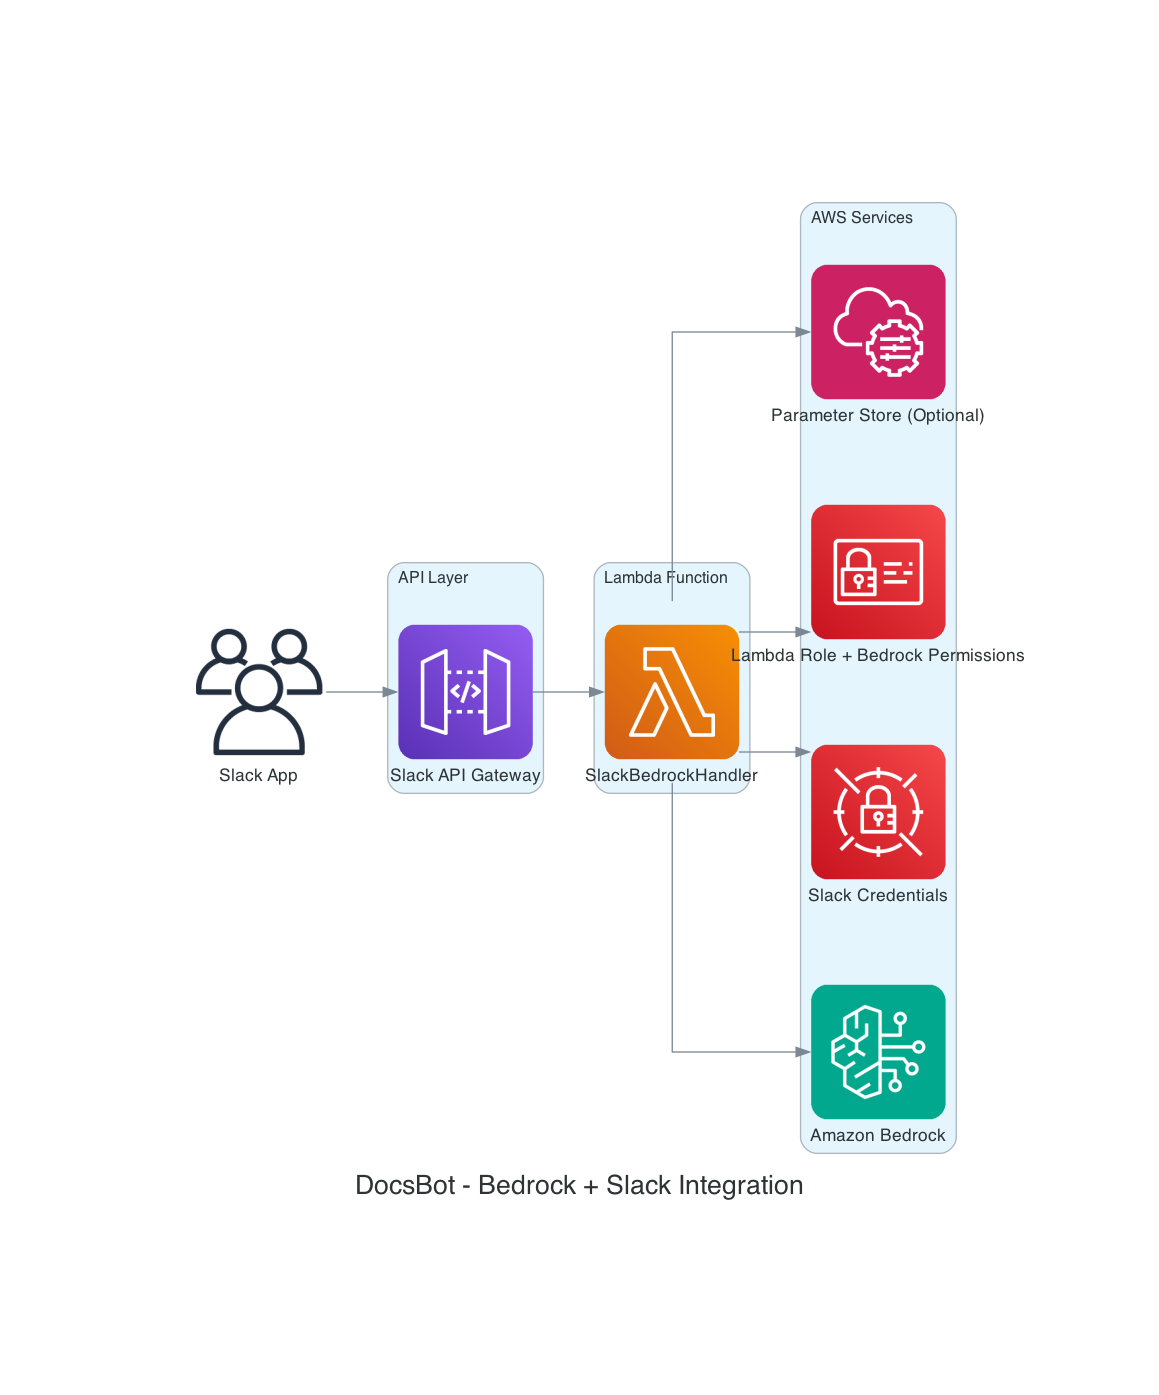 AWS Services
Parameter Store (Optional)
API Layer
Lambda Function
Lambda Role + Bedrock Permissions
Slack App
Slack API Gateway
SlackBedrockHandler
Slack Credentials
Amazon Bedrock
DocsBot - Bedrock + Slack Integration